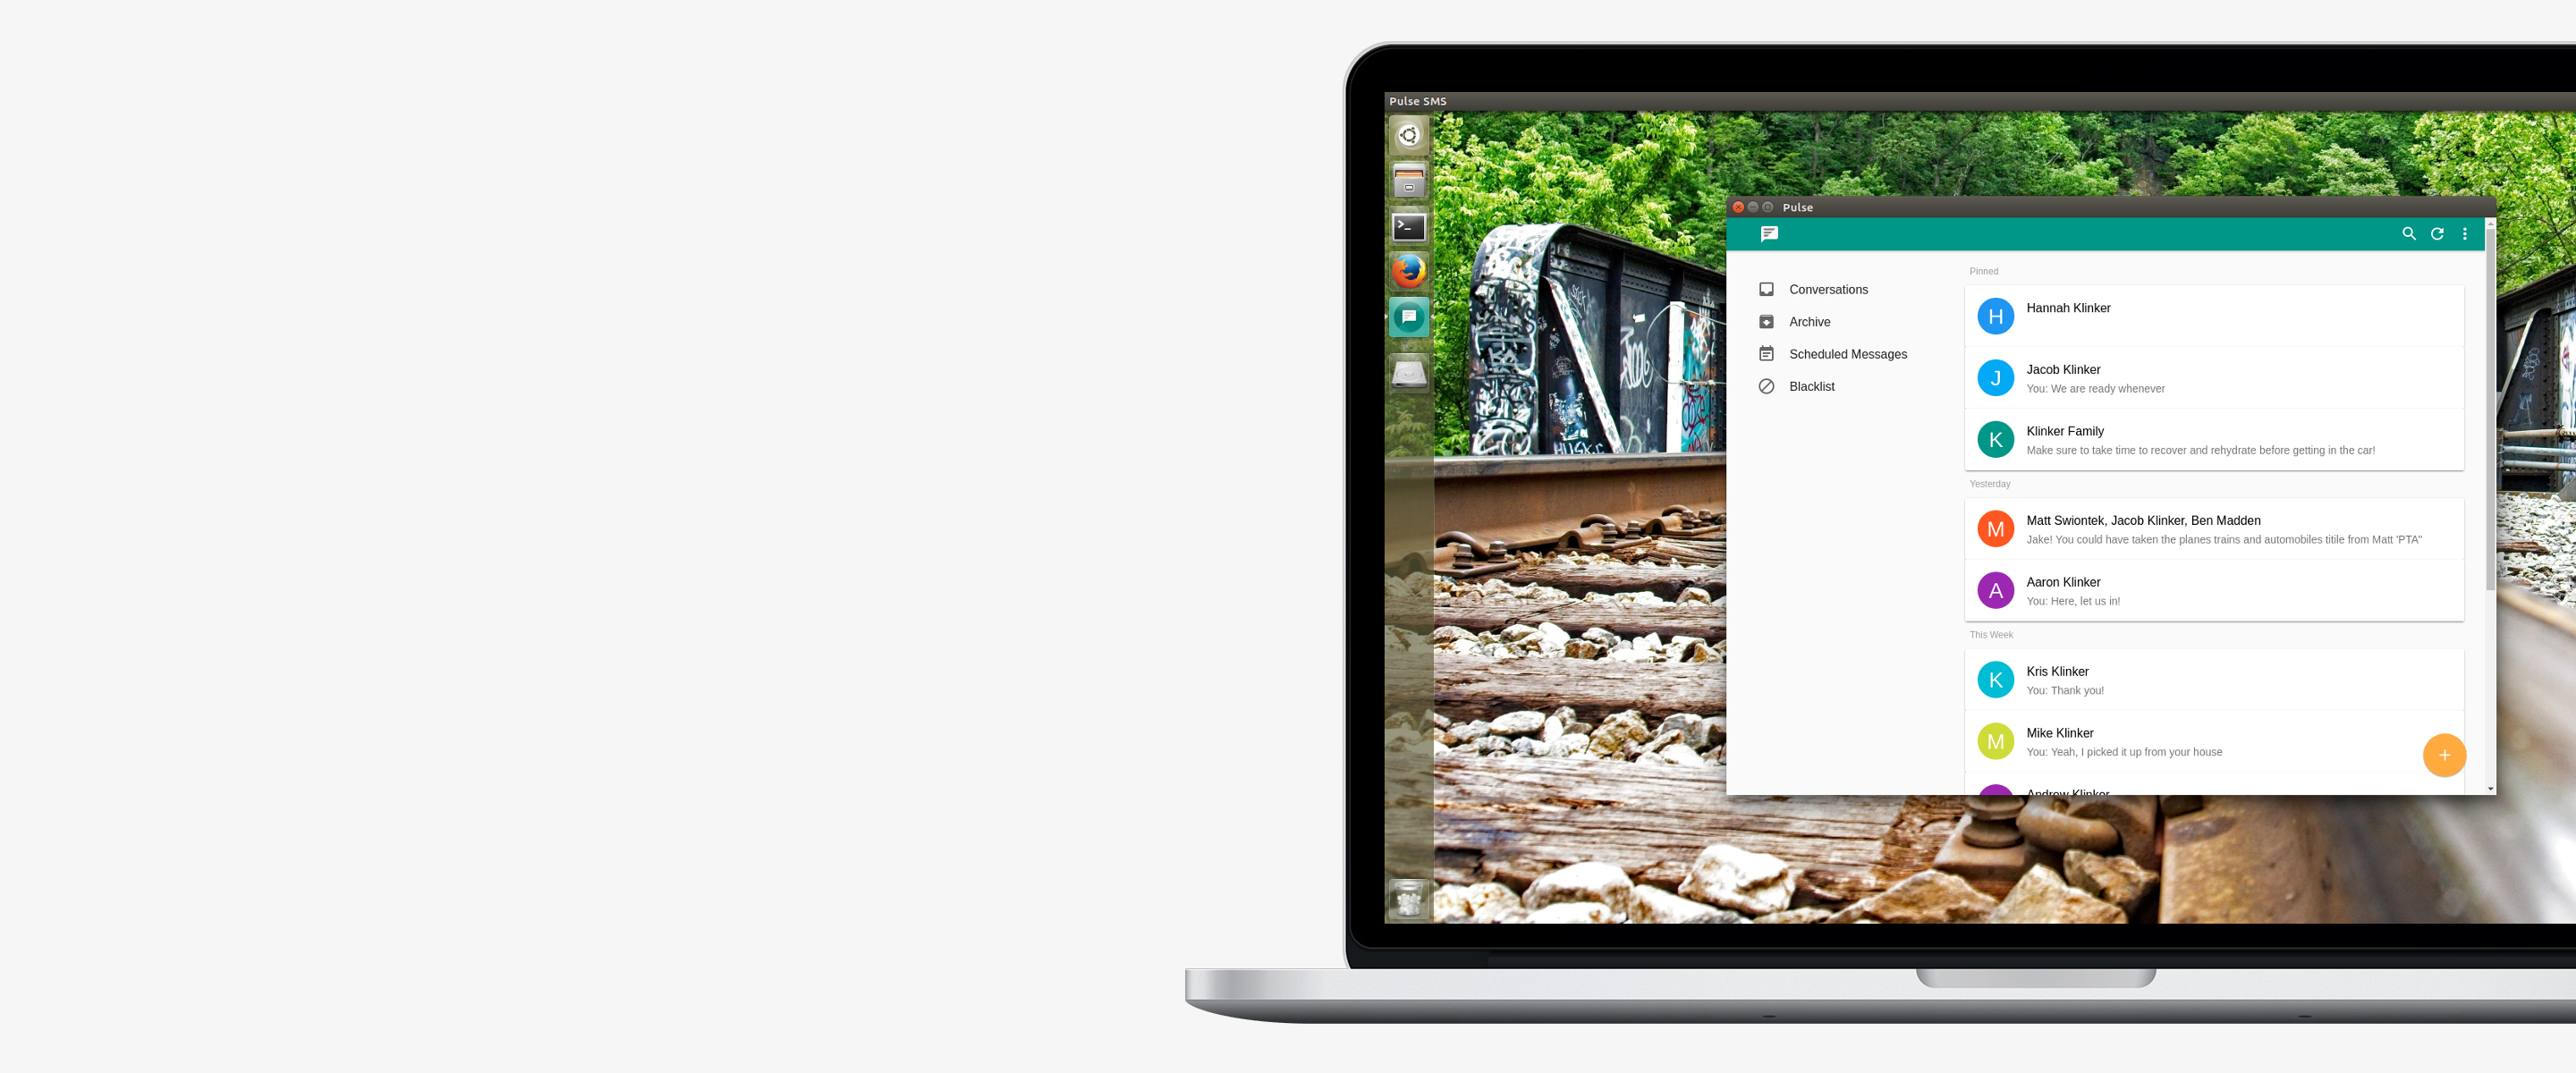 Pulse SMS
Pulse
Conversations
Archive
Scheduled Messages
Blacklist
Pinned
H
Hannah Klinker
J
Jacob Klinker
You: We are ready whenever
K
Klinker Family
Make sure to take time to recover and rehydrate before getting in the car!
Yesterday
M
Matt Swiontek, Jacob Klinker, Ben Madden
Jake! You could have taken the planes trains and automobiles titile from Matt 'PTA"
A
Aaron Klinker
You: Here, let us in!
This Week
K
Kris Klinker
You: Thank you!
M
Mike Klinker
You: Yeah, I picked it up from your house
Andrew Klinker